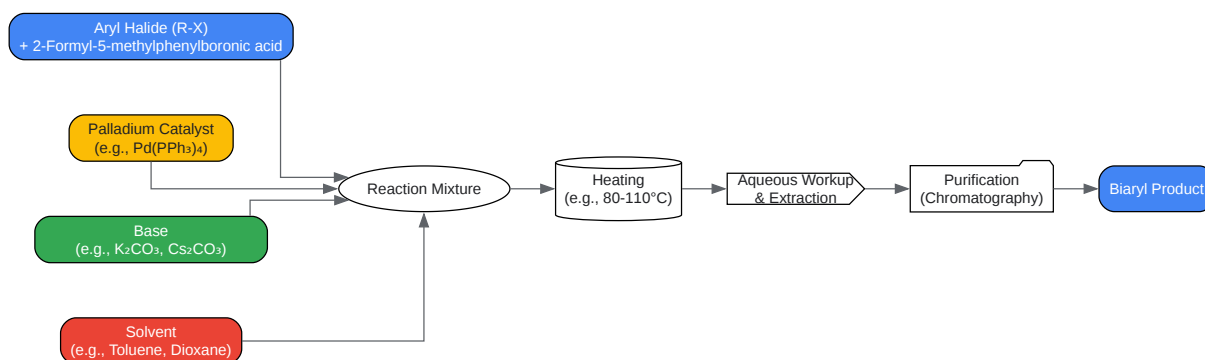 Aryl Halide (R-X)
+ 2-Formyl-5-methylphenylboronic acid
Palladium Catalyst
(e.g., Pd(PPh₃)₄)
Base
(e.g., K₂CO₃, Cs₂CO₃)
Solvent
(e.g., Toluene, Dioxane)
Reaction Mixture
Heating
(e.g., 80-110°C)
Aqueous Workup
& Extraction
Purification
(Chromatography)
Biaryl Product